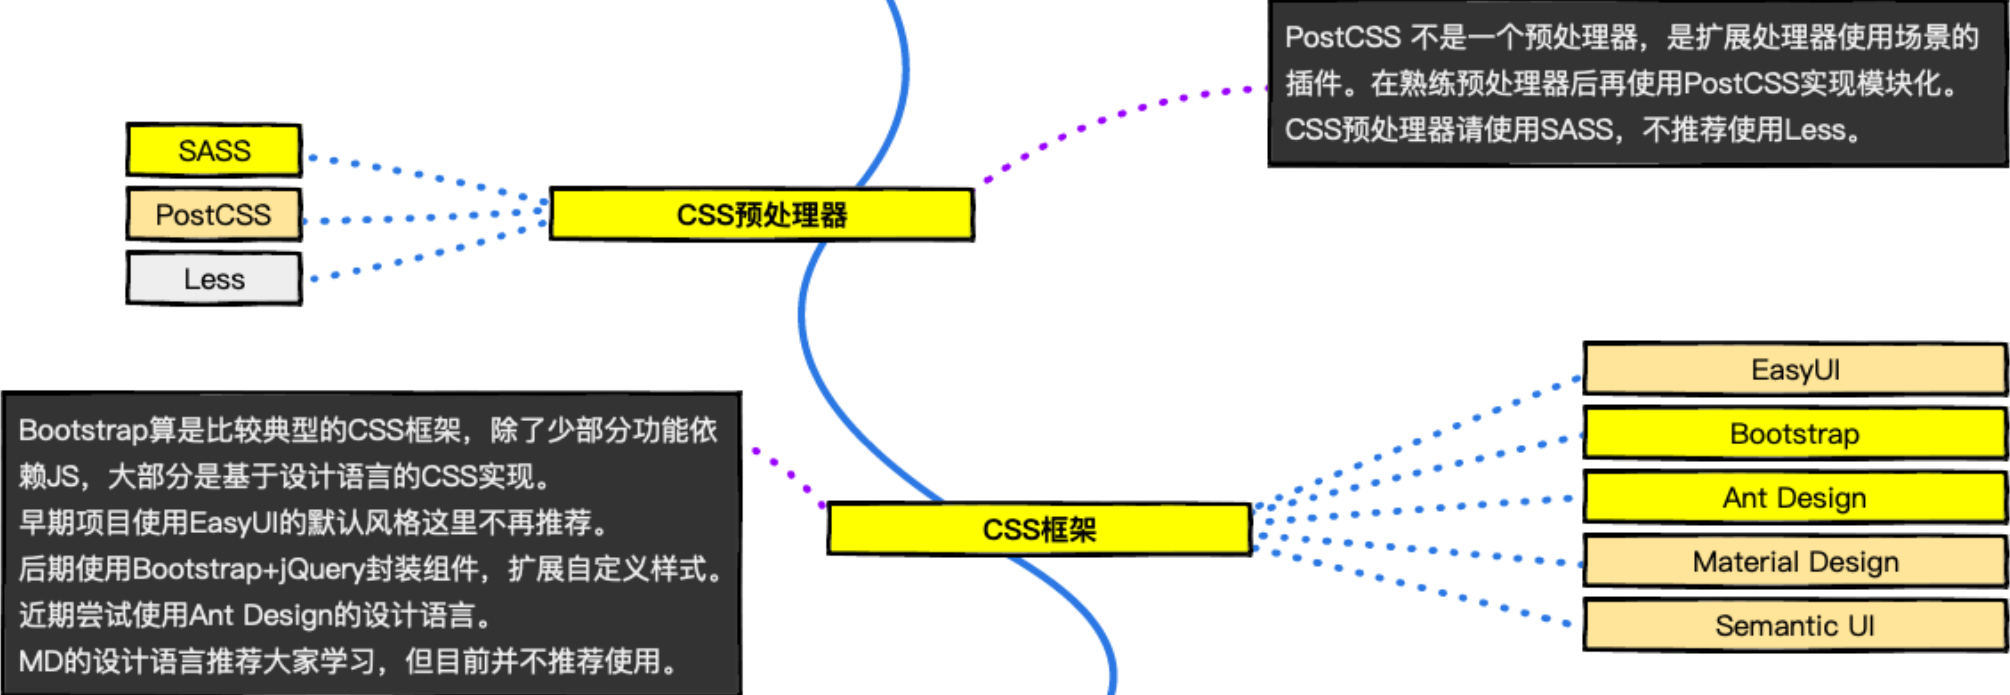 PostCSS 不是一个预处理器，是扩展处理器使用场景的
插件。在熟练预处理器后再使用PostCSS实现模块化。
CSS预处理器请使用SASS，不推荐使用Less。
SASS
PostCSS
Less
CSS预处理器
EasyUI
Bootstrap
Ant Design
Material Design
Semantic UI
CSS框架
Bootstrap算是比较典型的CSS框架，除了少部分功能依
赖JS，大部分是基于设计语言的CSS实现。
早期项目使用EasyUI的默认风格这里不再推荐。
后期使用Bootstrap+jQuery封装组件，扩展自定义样式。
近期尝试使用Ant Design的设计语言。
MD的设计语言推荐大家学习，但目前并不推荐使用。